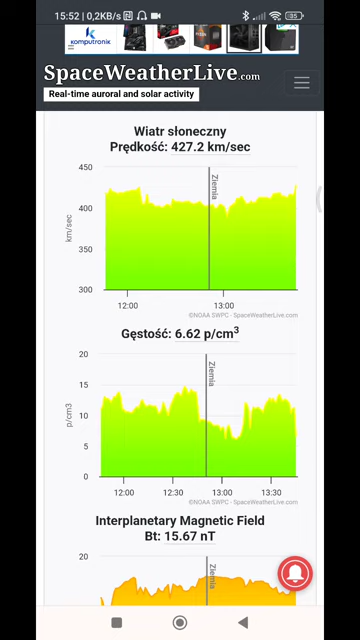 15:52 | 0,2KB/s
85
komputronik
SpaceWeatherLive.com
Real-time auroral and solar activity
Wiatr słoneczny
Prędkość: 427.2 km/sec
450
400
350
300
km/sec
Ziemia
12:00
13:00
©NOAA SWPC - SpaceWeatherLive.com
Gęstość: 6.62 p/cm3
20
15
10
5
0
p/cm3
Ziemia
12:00
12:30
13:00
13:30
©NOAA SWPC - SpaceWeatherLive.com
Interplanetary Magnetic Field
Bt: 15.67 nT
20
Ziemia